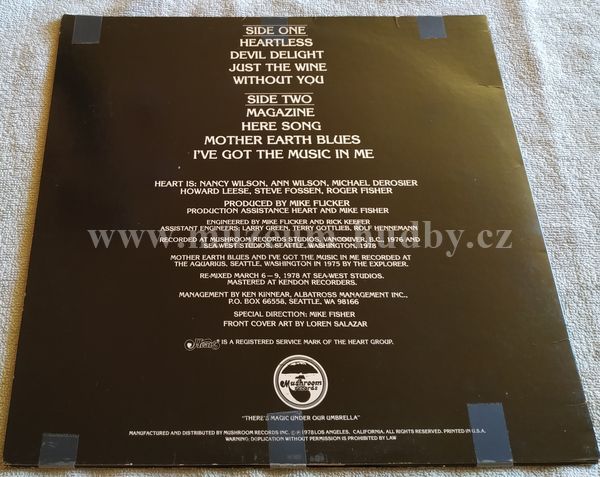 SIDE ONE
HEARTLESS
DEVIL DELIGHT
JUST THE WINE
WITHOUT YOU
SIDE TWO
MAGAZINE
HERE SONG
MOTHER EARTH BLUES
I'VE GOT THE MUSIC IN ME
HEART IS: NANCY WILSON, ANN WILSON, MICHAEL DEROSIER
HOWARD LEESE, STEVE FOSSEN, ROGER FISHER
PRODUCED BY MIKE FLICKER
PRODUCTION ASSISTANCE HEART AND MIKE FISHER
ENGINEERED BY MIKE FLICKER AND RICK KEEFER
ASSISTANT ENGINEERS: LARRY GREEN, TERRY GOTTLIEB, ROLF HENNEMANN
www.muzeum-hudby.cz
RECORDED AT MUSHROOM RECORDS STUDIOS, VANCOUVER, B.C., 1976 AND
SEA-WEST STUDIOS, SEATTLE, WASHINGTON, 1978
MOTHER EARTH BLUES AND I'VE GOT THE MUSIC IN ME RECORDED AT
THE AQUARIUS, SEATTLE, WASHINGTON IN 1975 BY THE EXPLORER.
RE-MIXED MARCH 6–9, 1978 AT SEA-WEST STUDIOS.
MASTERED AT KENDON RECORDERS.
MANAGEMENT BY KEN KINNEAR, ALBATROSS MANAGEMENT INC.,
P.O. BOX 66558, SEATTLE, WA 98166
SPECIAL DIRECTION: MIKE FISHER
FRONT COVER ART BY LOREN SALAZAR
Heart ® IS A REGISTERED SERVICE MARK OF THE HEART GROUP.
Mushroom
records
"THERE'S MAGIC UNDER OUR UMBRELLA"
MANUFACTURED AND DISTRIBUTED BY MUSHROOM RECORDS INC. © ℗ 1978 LOS ANGELES, CALIFORNIA. ALL RIGHTS RESERVED. PRINTED IN U.S.A.
WARNING: DUPLICATION WITHOUT PERMISSION IS PROHIBITED BY LAW